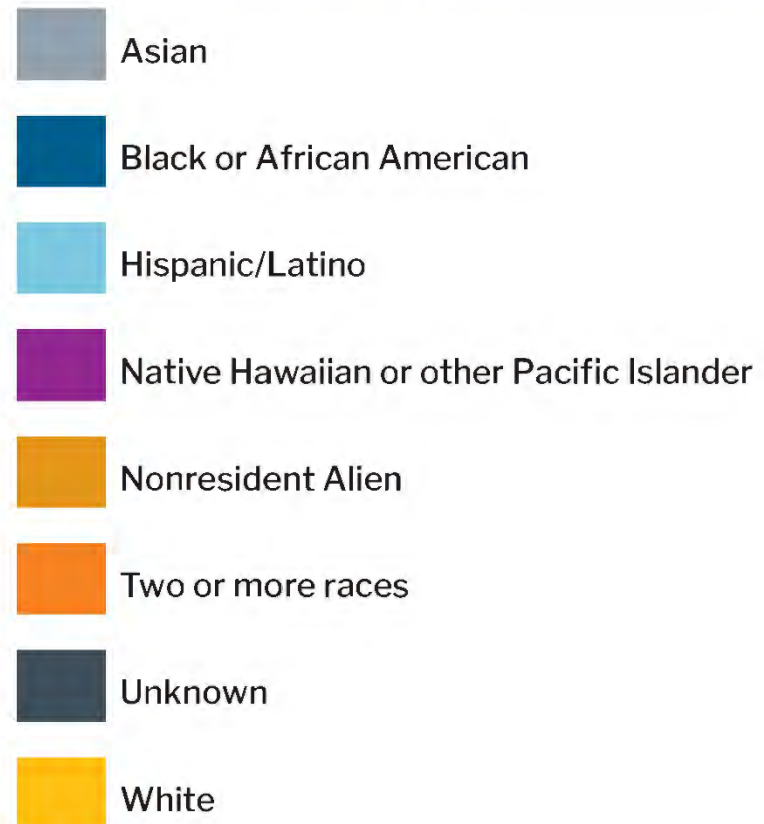 Asian
Black or African American
Hispanic/Latino
Native Hawaiian or other Pacific Islander
Nonresident Alien
Two or more races
Unknown
White